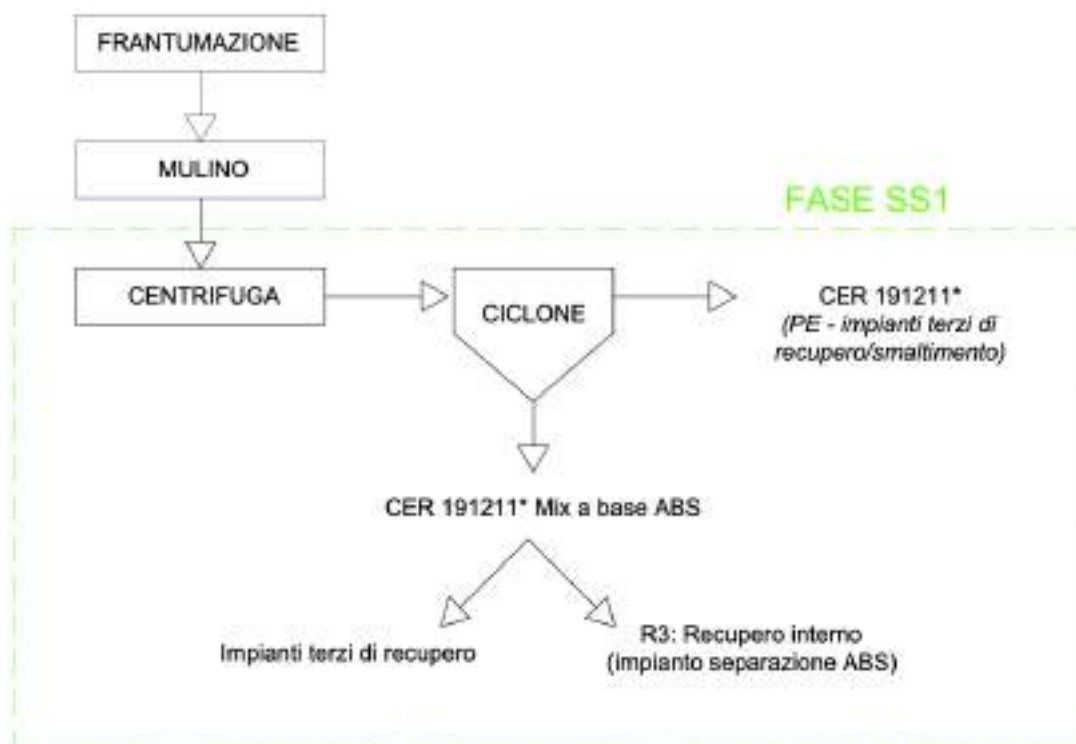 FRANTUMAZIONE
MULINO
FASE SS1
CENTRIFUGA
CICLONE
CER 191211*
(PE - impianti terzi di
recupero/smaltimento)
CER 191211* Mix a base ABS
Impianti terzi di recupero
R3: Recupero interno
(impianto separazione ABS)